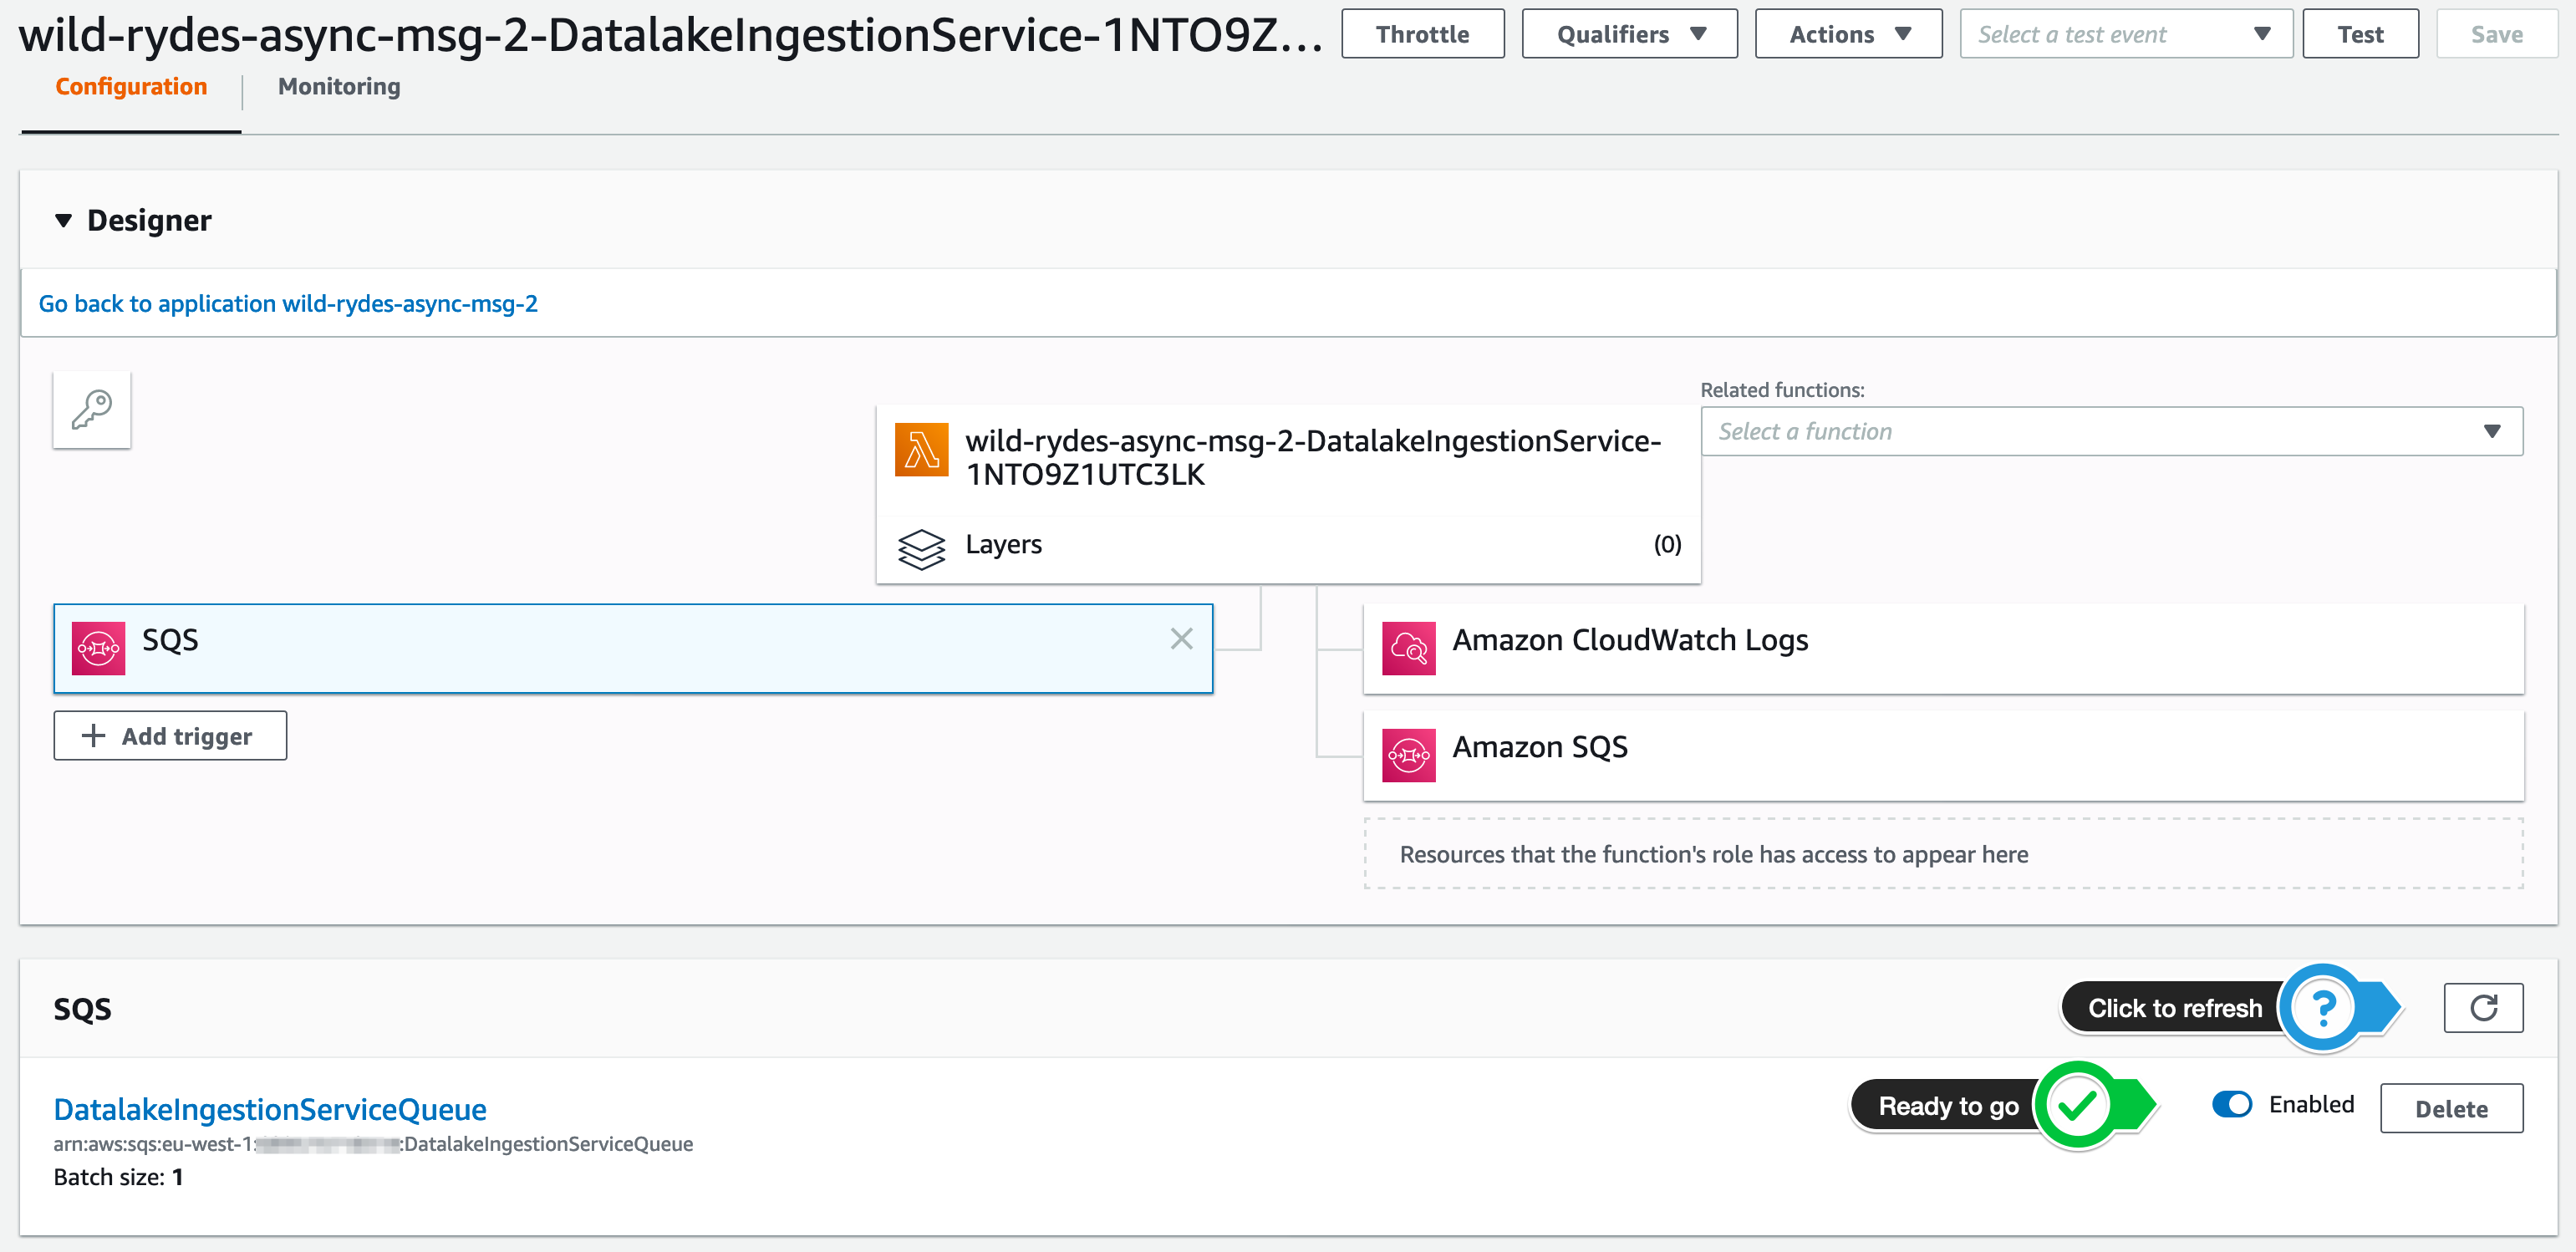 wild-rydes-async-msg-2-DatalakeIngestionService-1NTO9Z...
Throttle
Qualifiers
Actions
Select a test event
Test
Save
Configuration
Monitoring
Designer
Go back to application wild-rydes-async-msg-2
Related functions:
Select a function
wild-rydes-async-msg-2-DatalakeIngestionService-
1NTO9Z1UTC3LK
Layers
(0)
SQS
Amazon CloudWatch Logs
Add trigger
Amazon SQS
Resources that the function's role has access to appear here
SQS
Click to refresh
?
DatalakeIngestionServiceQueue
Ready to go
Enabled
Delete
arn:aws:sqs:eu-west-1: :DatalakeIngestionServiceQueue
Batch size: 1